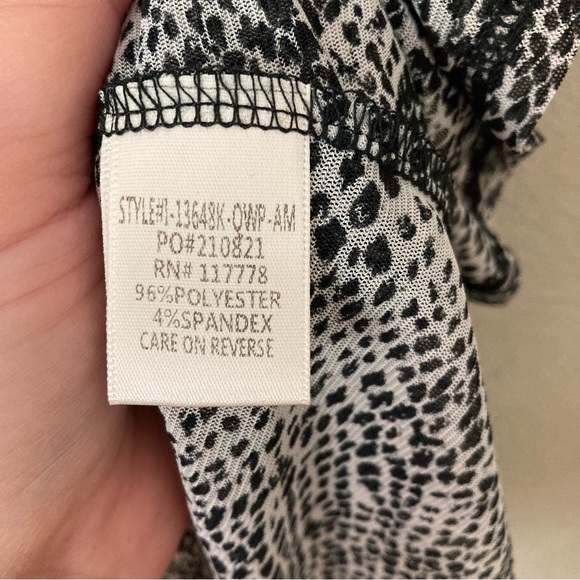 STYLE#J-13648K-QWP-AM
PO#210821
RN# 117778
96%POLYESTER
4%SPANDEX
CARE ON REVERSE